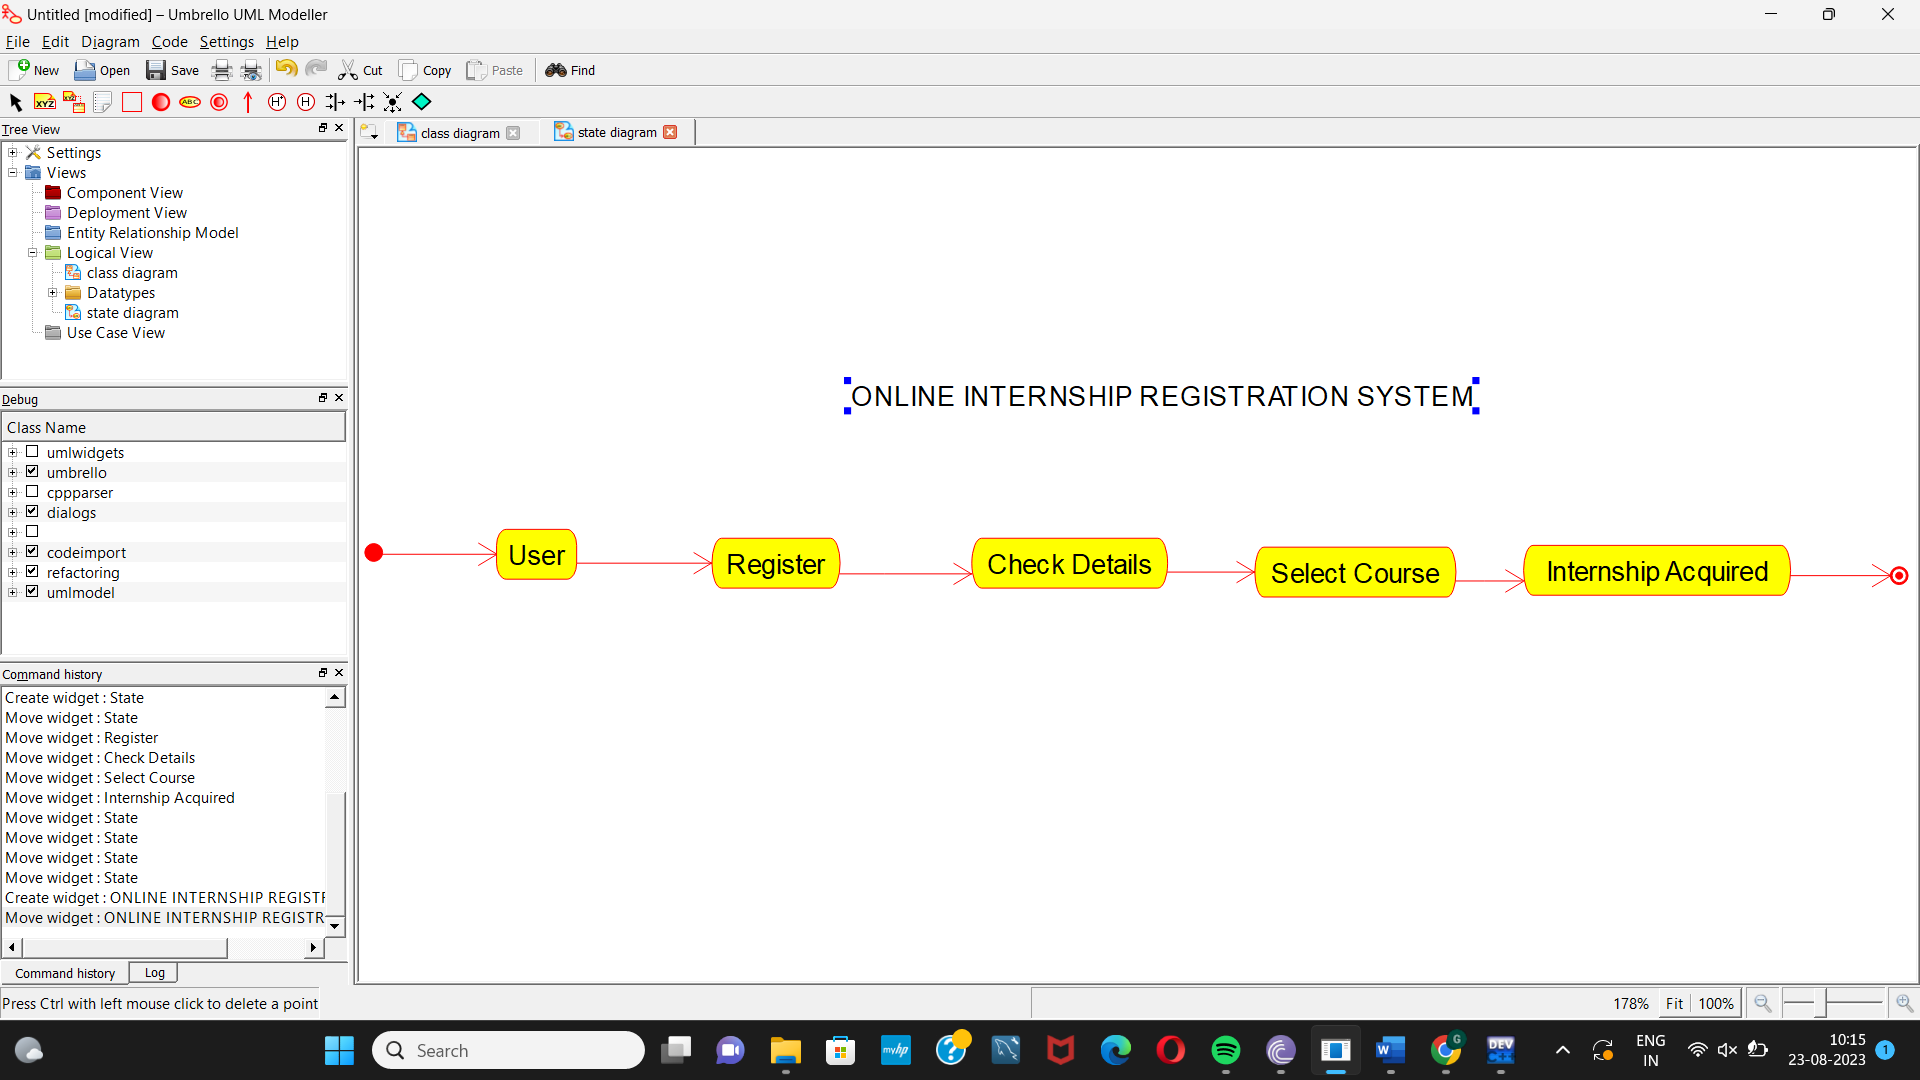 Untitled [modified] – Umbrello UML Modeller
File Edit Diagram Code Settings Help
New Open Save Cut Copy Paste Find
XYZ XYZ ABC H* H
Tree View
class diagram state diagram
Settings
Views
Component View
Deployment View
Entity Relationship Model
Logical View
class diagram
Datatypes
state diagram
Use Case View
Debug
Class Name
umlwidgets
umbrello
cppparser
dialogs
codeimport
refactoring
umlmodel
ONLINE INTERNSHIP REGISTRATION SYSTEM
User
Register
Check Details
Select Course
Internship Acquired
Command history
Create widget : State
Move widget : State
Move widget : Register
Move widget : Check Details
Move widget : Select Course
Move widget : Internship Acquired
Move widget : State
Move widget : State
Move widget : State
Move widget : State
Create widget : ONLINE INTERNSHIP REGISTR
Move widget : ONLINE INTERNSHIP REGISTR
Command history Log
Press Ctrl with left mouse click to delete a point
178% Fit 100%
Search
myhp
?
W
G
DEV C++
ENG
IN
10:15
23-08-2023
1